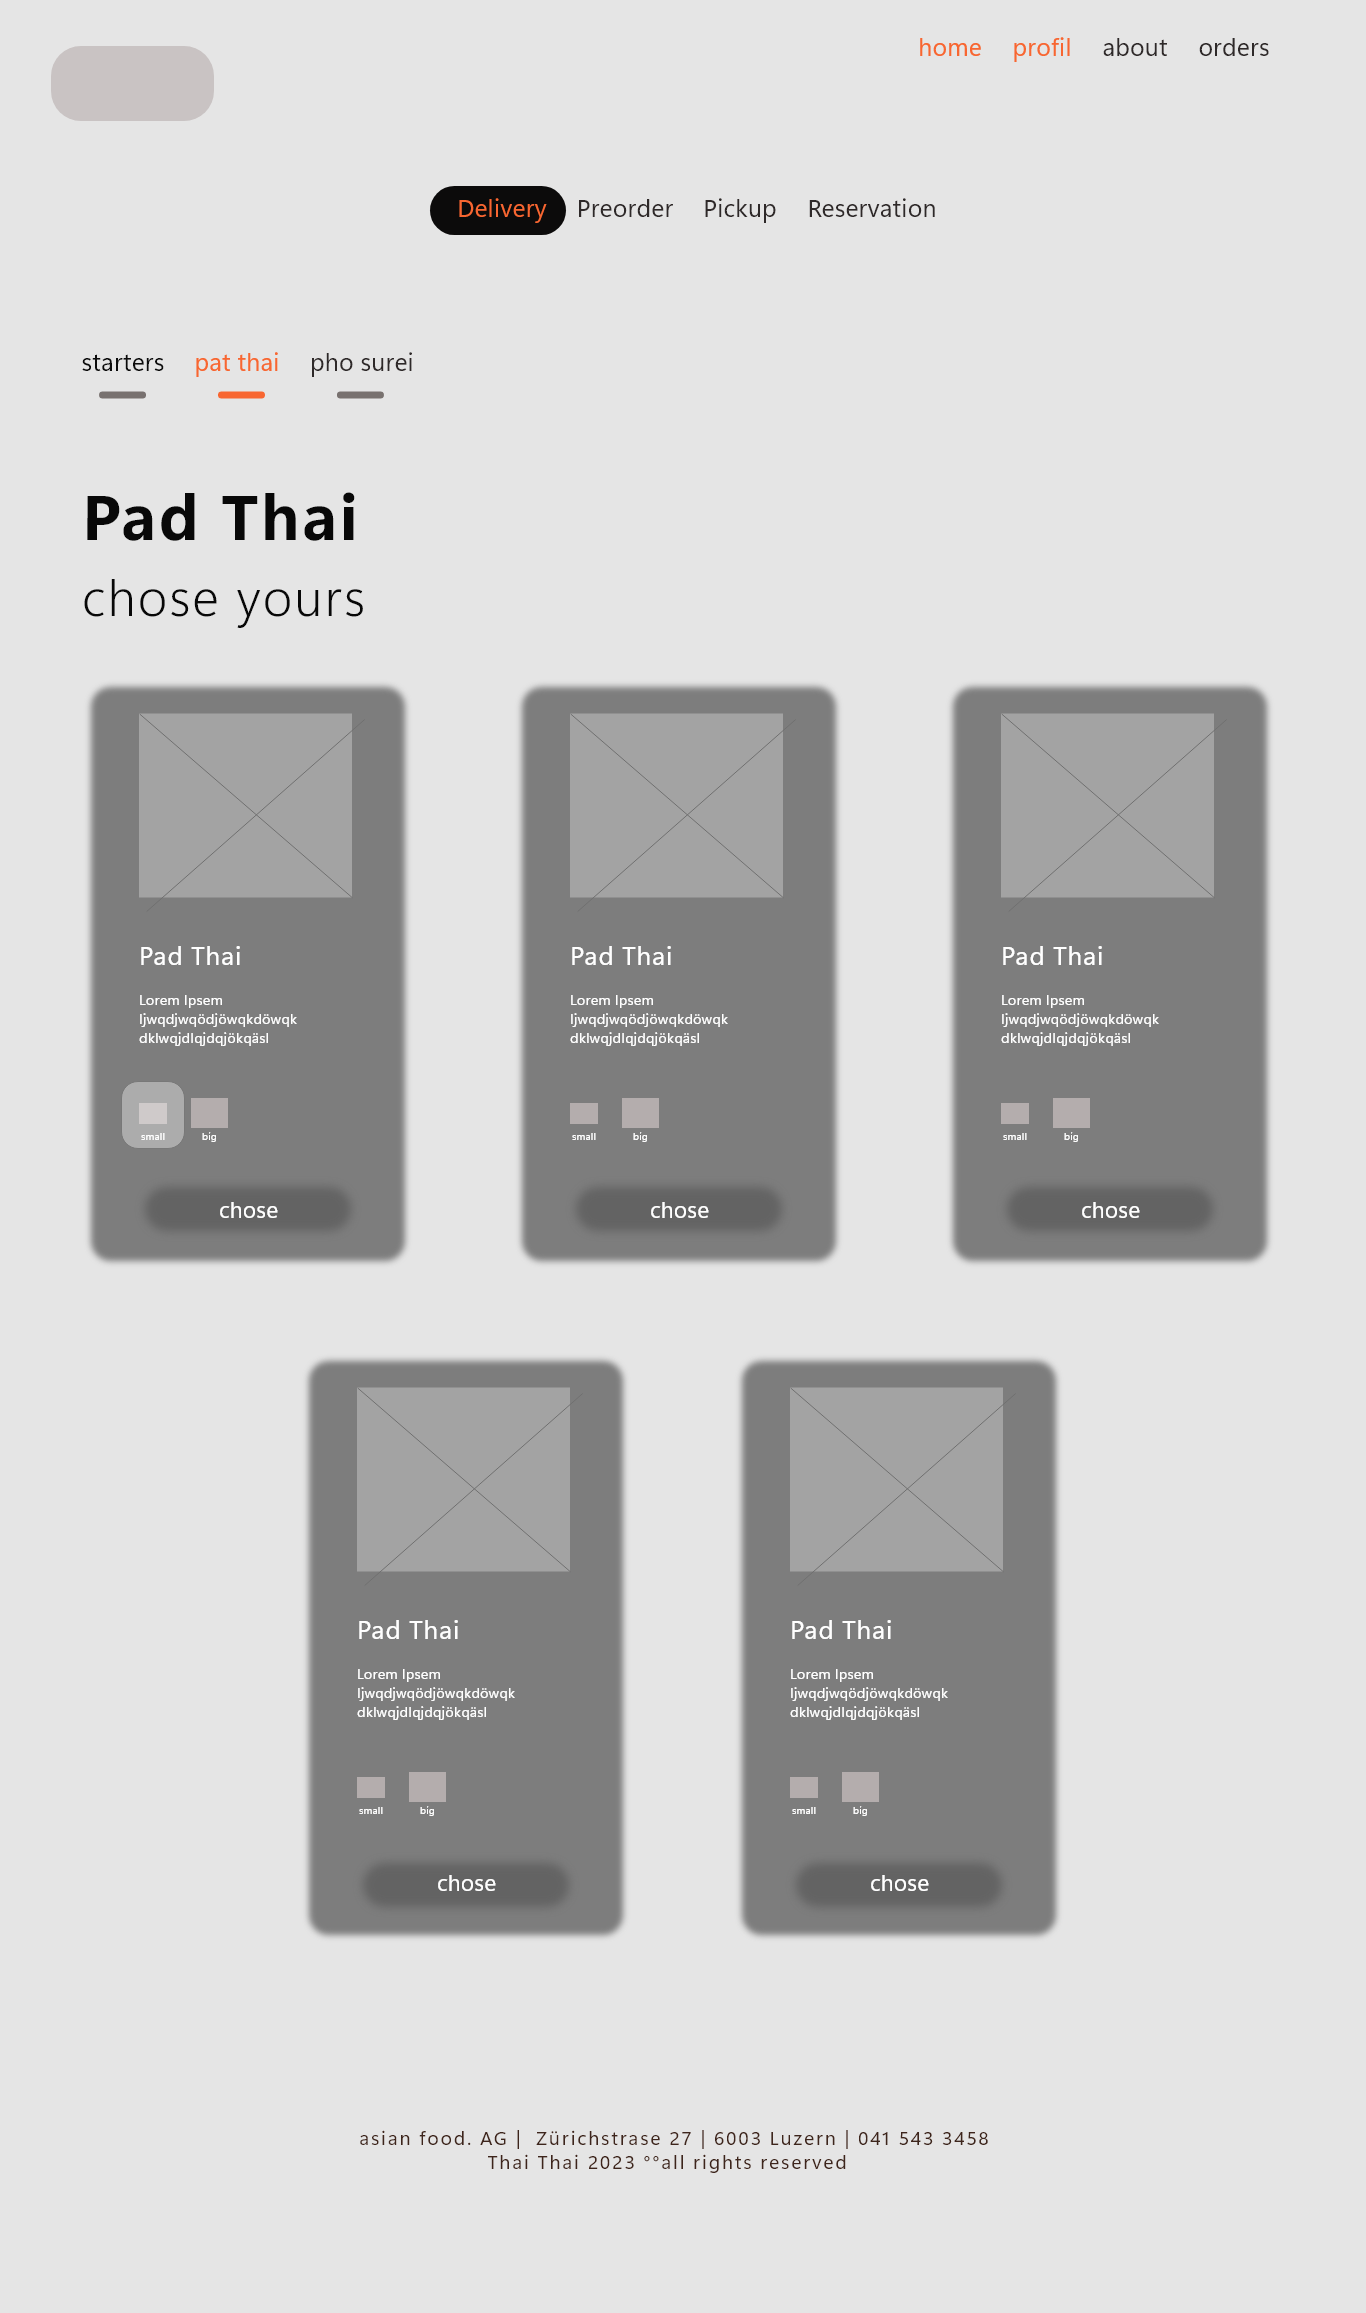 home profil about orders
Delivery Preorder Pickup Reservation
starters pat thai pho surei
Pad Thai
chose yours
Pad Thai
Lorem Ipsem
ljwqdjwqödjöwqkdöwqk
dklwqjdlqjdqjökqäsl
small big
chose
Pad Thai
Lorem Ipsem
ljwqdjwqödjöwqkdöwqk
dklwqjdlqjdqjökqäsl
small big
chose
Pad Thai
Lorem Ipsem
ljwqdjwqödjöwqkdöwqk
dklwqjdlqjdqjökqäsl
small big
chose
Pad Thai
Lorem Ipsem
ljwqdjwqödjöwqkdöwqk
dklwqjdlqjdqjökqäsl
small big
chose
Pad Thai
Lorem Ipsem
ljwqdjwqödjöwqkdöwqk
dklwqjdlqjdqjökqäsl
small big
chose
asian food. AG | Zürichstrase 27 | 6003 Luzern | 041 543 3458
Thai Thai 2023 °°all rights reserved